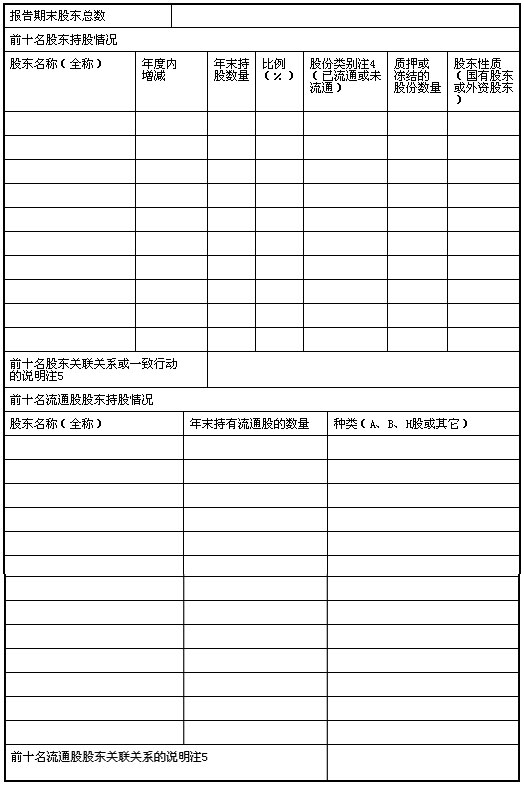 报告期末股东总数
前十名股东持股情况
股东名称（全称） 年度内 年末持 比例 股份类别注4 质押或 股东性质
增减 股数量 （％） （已流通或未 冻结的 （国有股东
流通） 股份数量 或外资股东
）
前十名股东关联关系或一致行动
的说明注5
前十名流通股股东持股情况
股东名称（全称） 年末持有流通股的数量 种类（A、B、H股或其它）
前十名流通股股东关联关系的说明注5